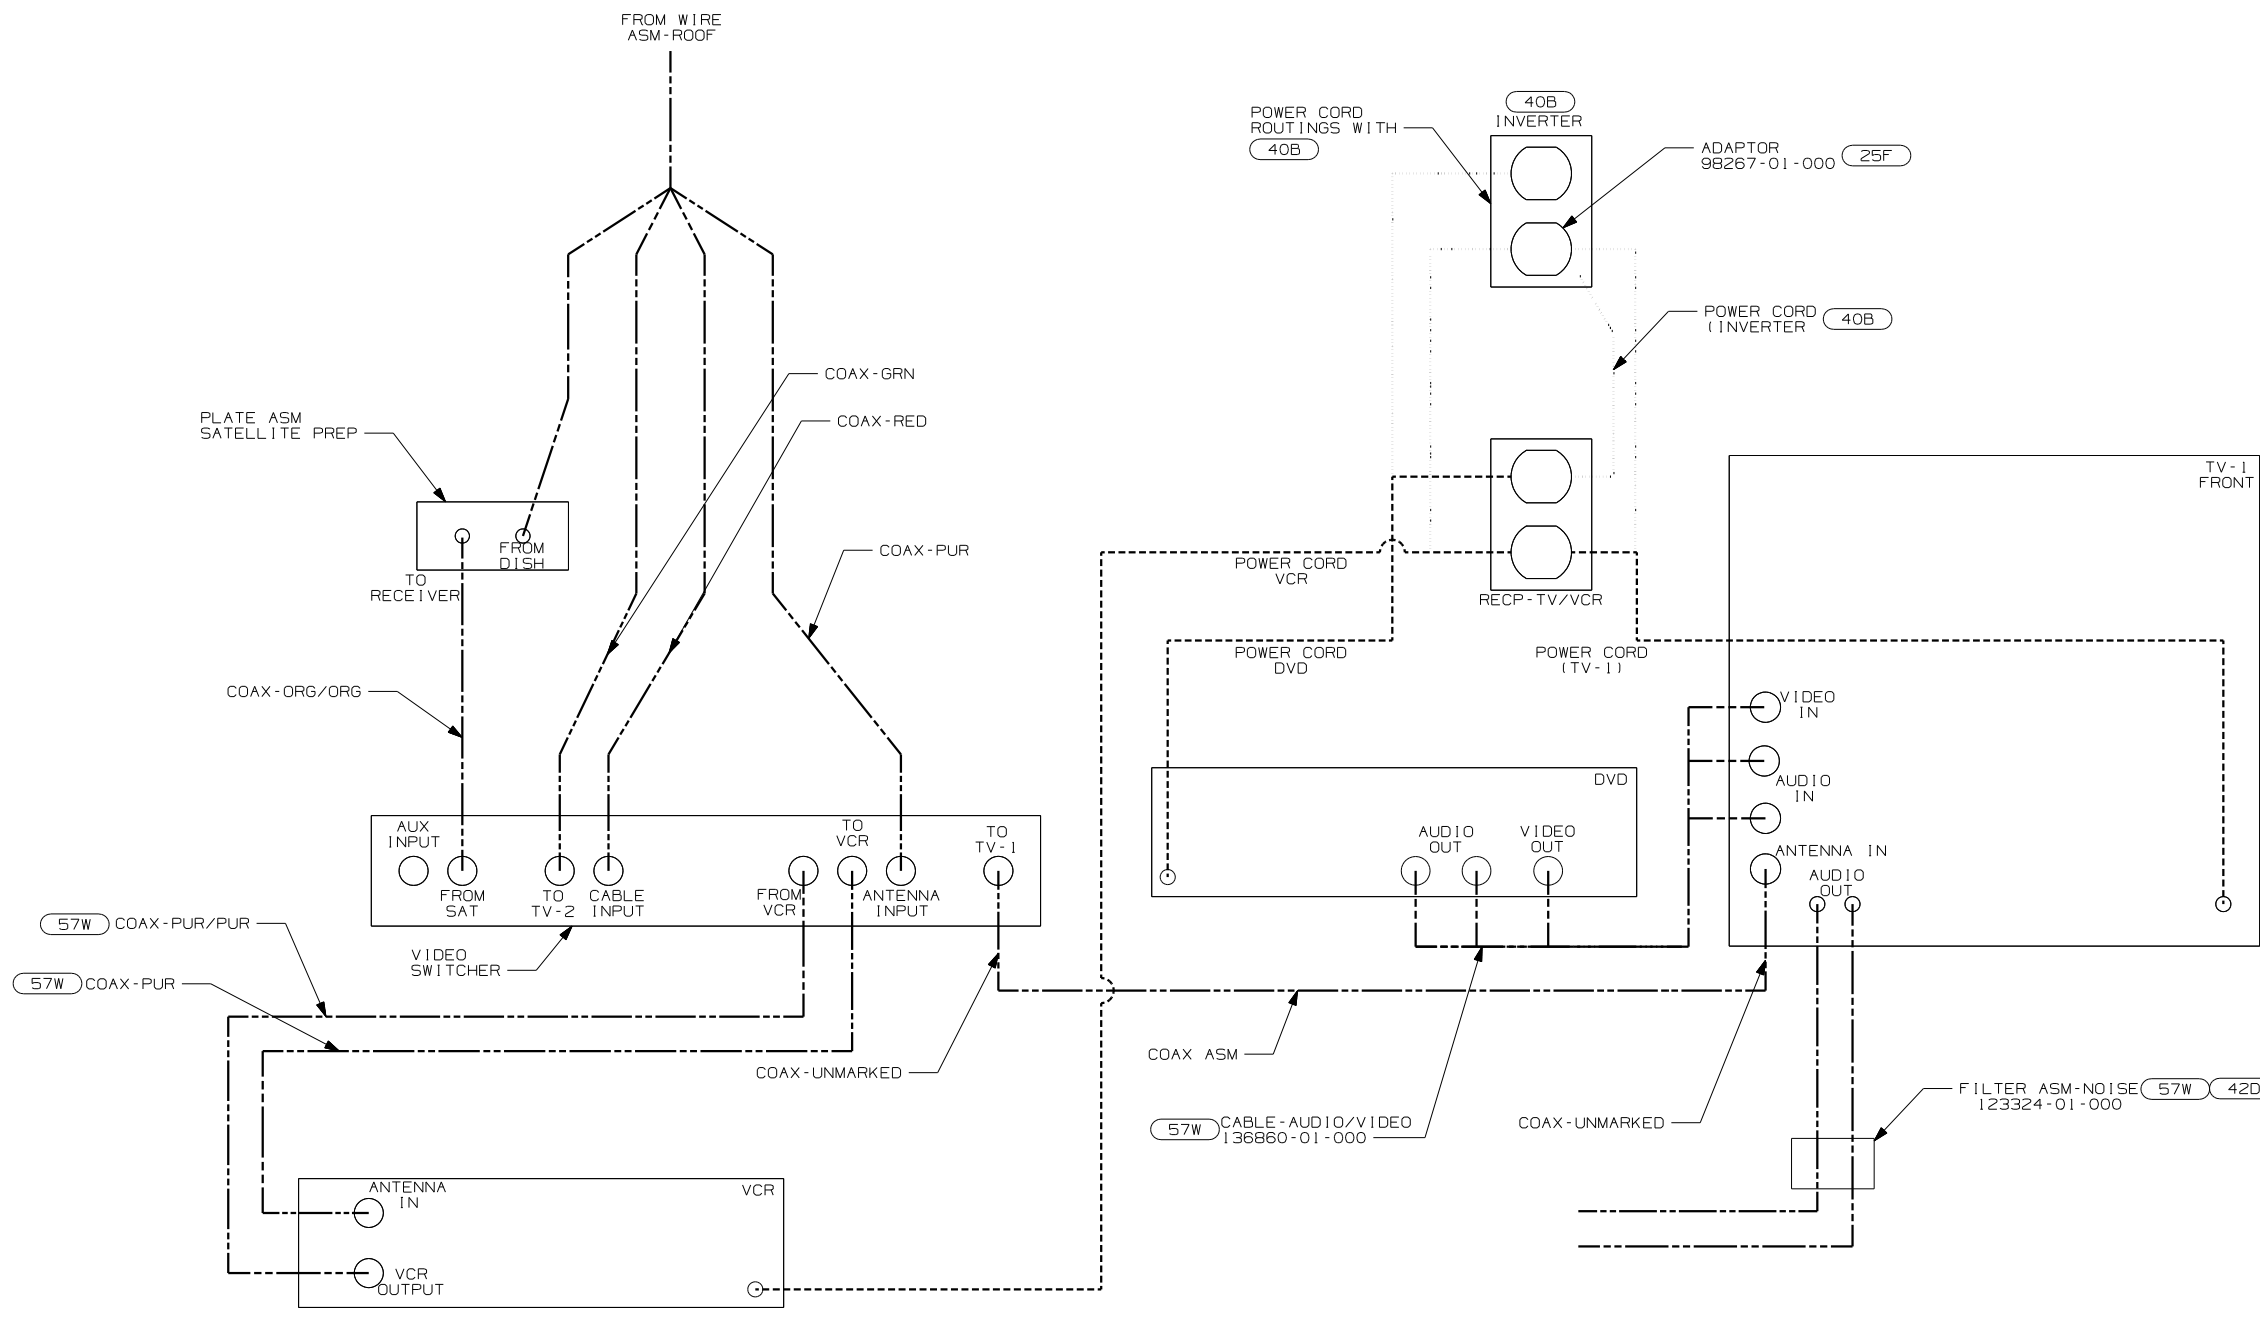 FROM WIRE
ASM-ROOF
POWER CORD
ROUTINGS WITH
40B
40B
INVERTER
ADAPTOR
98267-01-000 25F
POWER CORD
(INVERTER 40B
COAX-GRN
COAX-RED
PLATE ASM
SATELLITE PREP
TV-1
FRONT
FROM
DISH
TO
RECEIVER
COAX-PUR
POWER CORD
VCR
RECP-TV/VCR
POWER CORD
DVD
POWER CORD
(TV-1)
COAX-ORG/ORG
VIDEO
IN
AUDIO
IN
DVD
AUX
INPUT
TO
VCR
TO
TV-1
AUDIO
OUT
VIDEO
OUT
ANTENNA IN
AUDIO
OUT
FROM
SAT
TO
TV-2
CABLE
INPUT
FROM
VCR
ANTENNA
INPUT
57W COAX-PUR/PUR
VIDEO
SWITCHER
57W COAX-PUR
COAX-UNMARKED
COAX ASM
57W CABLE-AUDIO/VIDEO
136860-01-000
COAX-UNMARKED
FILTER ASM-NOISE 57W 42D
123324-01-000
ANTENNA
IN
VCR
VCR
OUTPUT